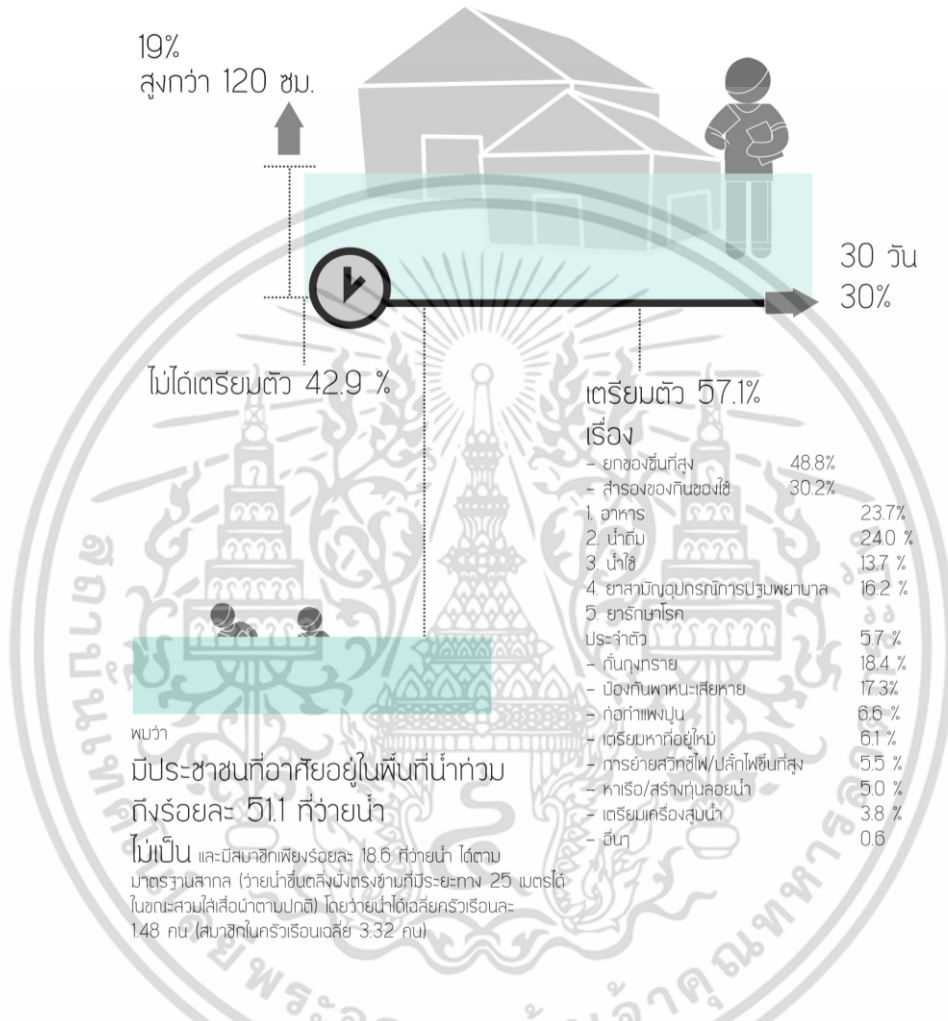 19%
สูงกว่า 120 ซม.
30 วัน
30%
ไม่ได้เตรียมตัว 42.9 %
เตรียมตัว 57.1%
เรื่อง
- ยกของขึ้นที่สูง 48.8%
- สำรองของกินของใช้ 30.2%
1. อาหาร 23.7%
2. น้ำดื่ม 24.0 %
3. น้ำใช้ 13.7 %
4. ยาสามัญอุปกรณ์การปฐมพยาบาล 16.2 %
5. ยารักษาโรค
ประจำตัว 5.7 %
- กั้นถุงทราย 18.4 %
- ป้องกันพาหนะเสียหาย 17.3%
- ก่อกำแพงปูน 6.6 %
- เตรียมหาที่อยู่ใหม่ 6.1 %
- การย้ายสวิทซ์ไฟ/ปลั๊กไฟขึ้นที่สูง 5.5 %
- หาเรือ/สร้างทุ่นลอยน้ำ 5.0 %
- เตรียมเครื่องสูบน้ำ 3.8 %
- อื่นๆ 0.6
พบว่า
มีประชาชนที่อาศัยอยู่ในพื้นที่น้ำท่วม
ถึงร้อยละ 51.1 ที่ว่ายน้ำ
ไม่เป็น และมีสมาชิกเพียงร้อยละ 18.6 ที่ว่ายน้ำ ได้ตาม
มาตรฐานสากล (ว่ายน้ำขึ้นตลิ่งฝั่งตรงข้ามที่มีระยะทาง 25 เมตรได้
ในขณะสวมใส่เสื้อผ้าตามปกติ) โดยว่ายน้ำได้เฉลี่ยครัวเรือนละ
1.48 คน (สมาชิกในครัวเรือนเฉลี่ย 3.32 คน)